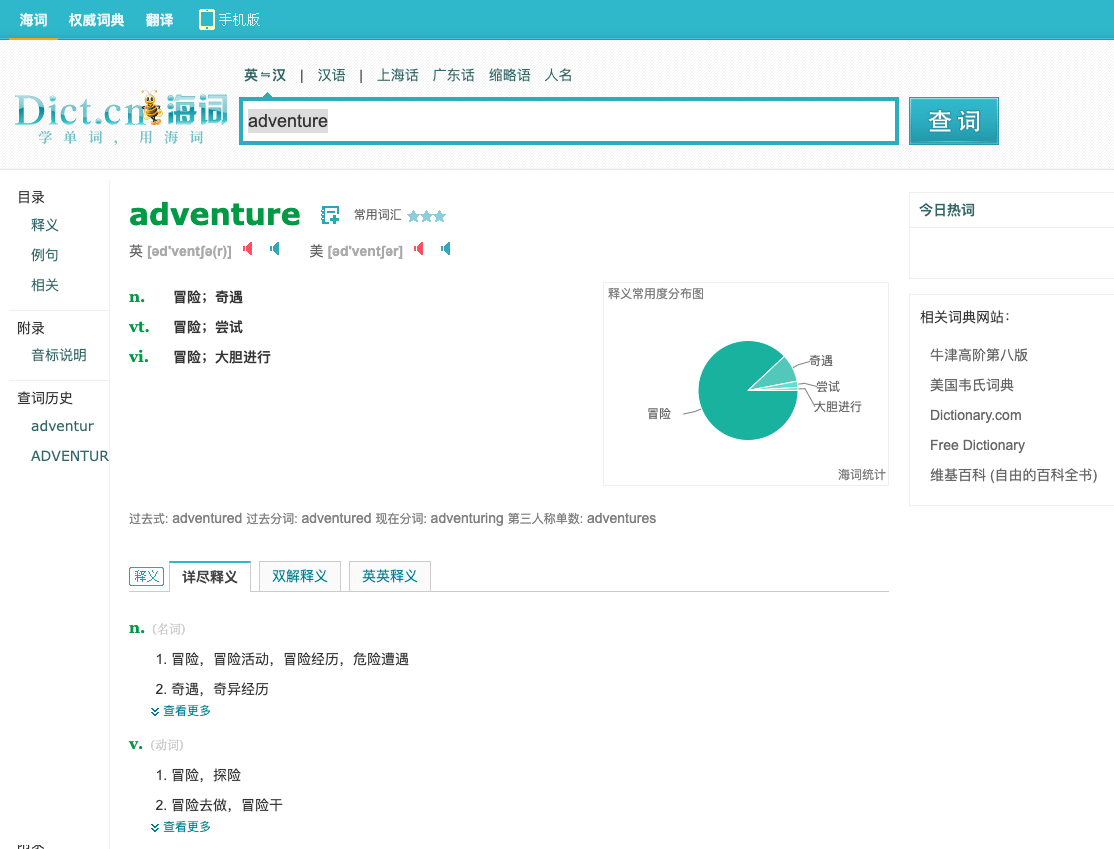 海词 权威词典 翻译 手机版
英⇋汉 | 汉语 | 上海话 广东话 缩略语 人名
Dict.cn 海词
学单词，用海词
adventure
查词
目录
释义
例句
相关
附录
音标说明
查词历史
adventur
ADVENTUR
adventure 常用词汇
英 [əd'ventʃə(r)] 美 [əd'ventʃər]
n. 冒险；奇遇
vt. 冒险；尝试
vi. 冒险；大胆进行
释义常用度分布图
奇遇
尝试
大胆进行
冒险
海词统计
过去式: adventured 过去分词: adventured 现在分词: adventuring 第三人称单数: adventures
释义 详尽释义 双解释义 英英释义
n. (名词)
1. 冒险，冒险活动，冒险经历，危险遭遇
2. 奇遇，奇异经历
查看更多
v. (动词)
1. 冒险，探险
2. 冒险去做，冒险干
查看更多
今日热词
相关词典网站：
牛津高阶第八版
美国韦氏词典
Dictionary.com
Free Dictionary
维基百科 (自由的百科全书)